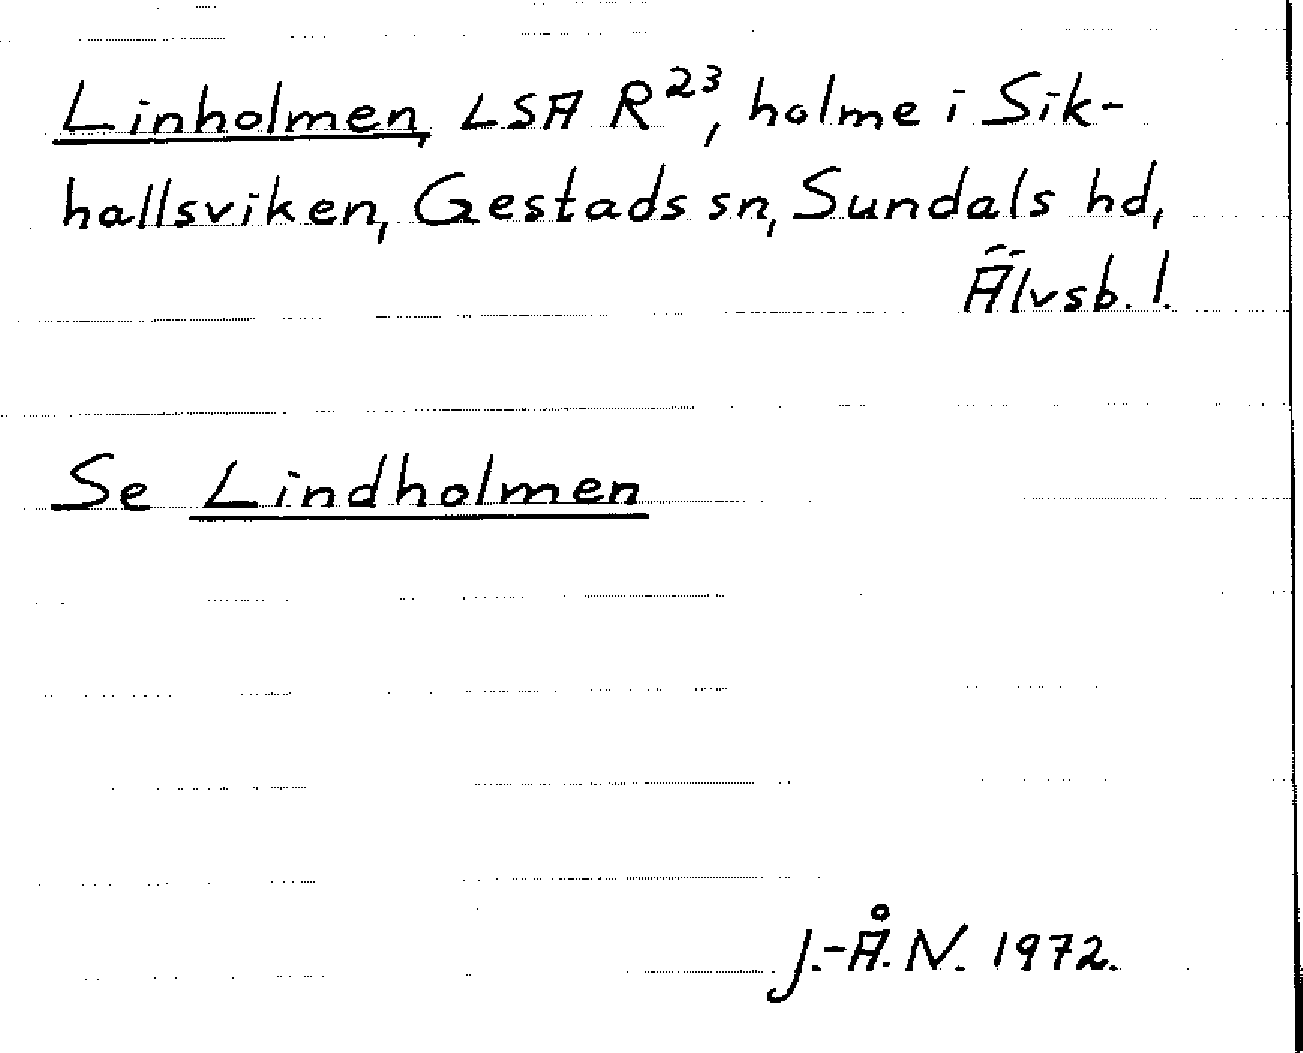 Linholmen, LSA R²³, holme i Sik-
hallsviken, Gestads sn, Sundals hd,
Älvsb. l.
Se Lindholmen
J.-Å. N. 1972.